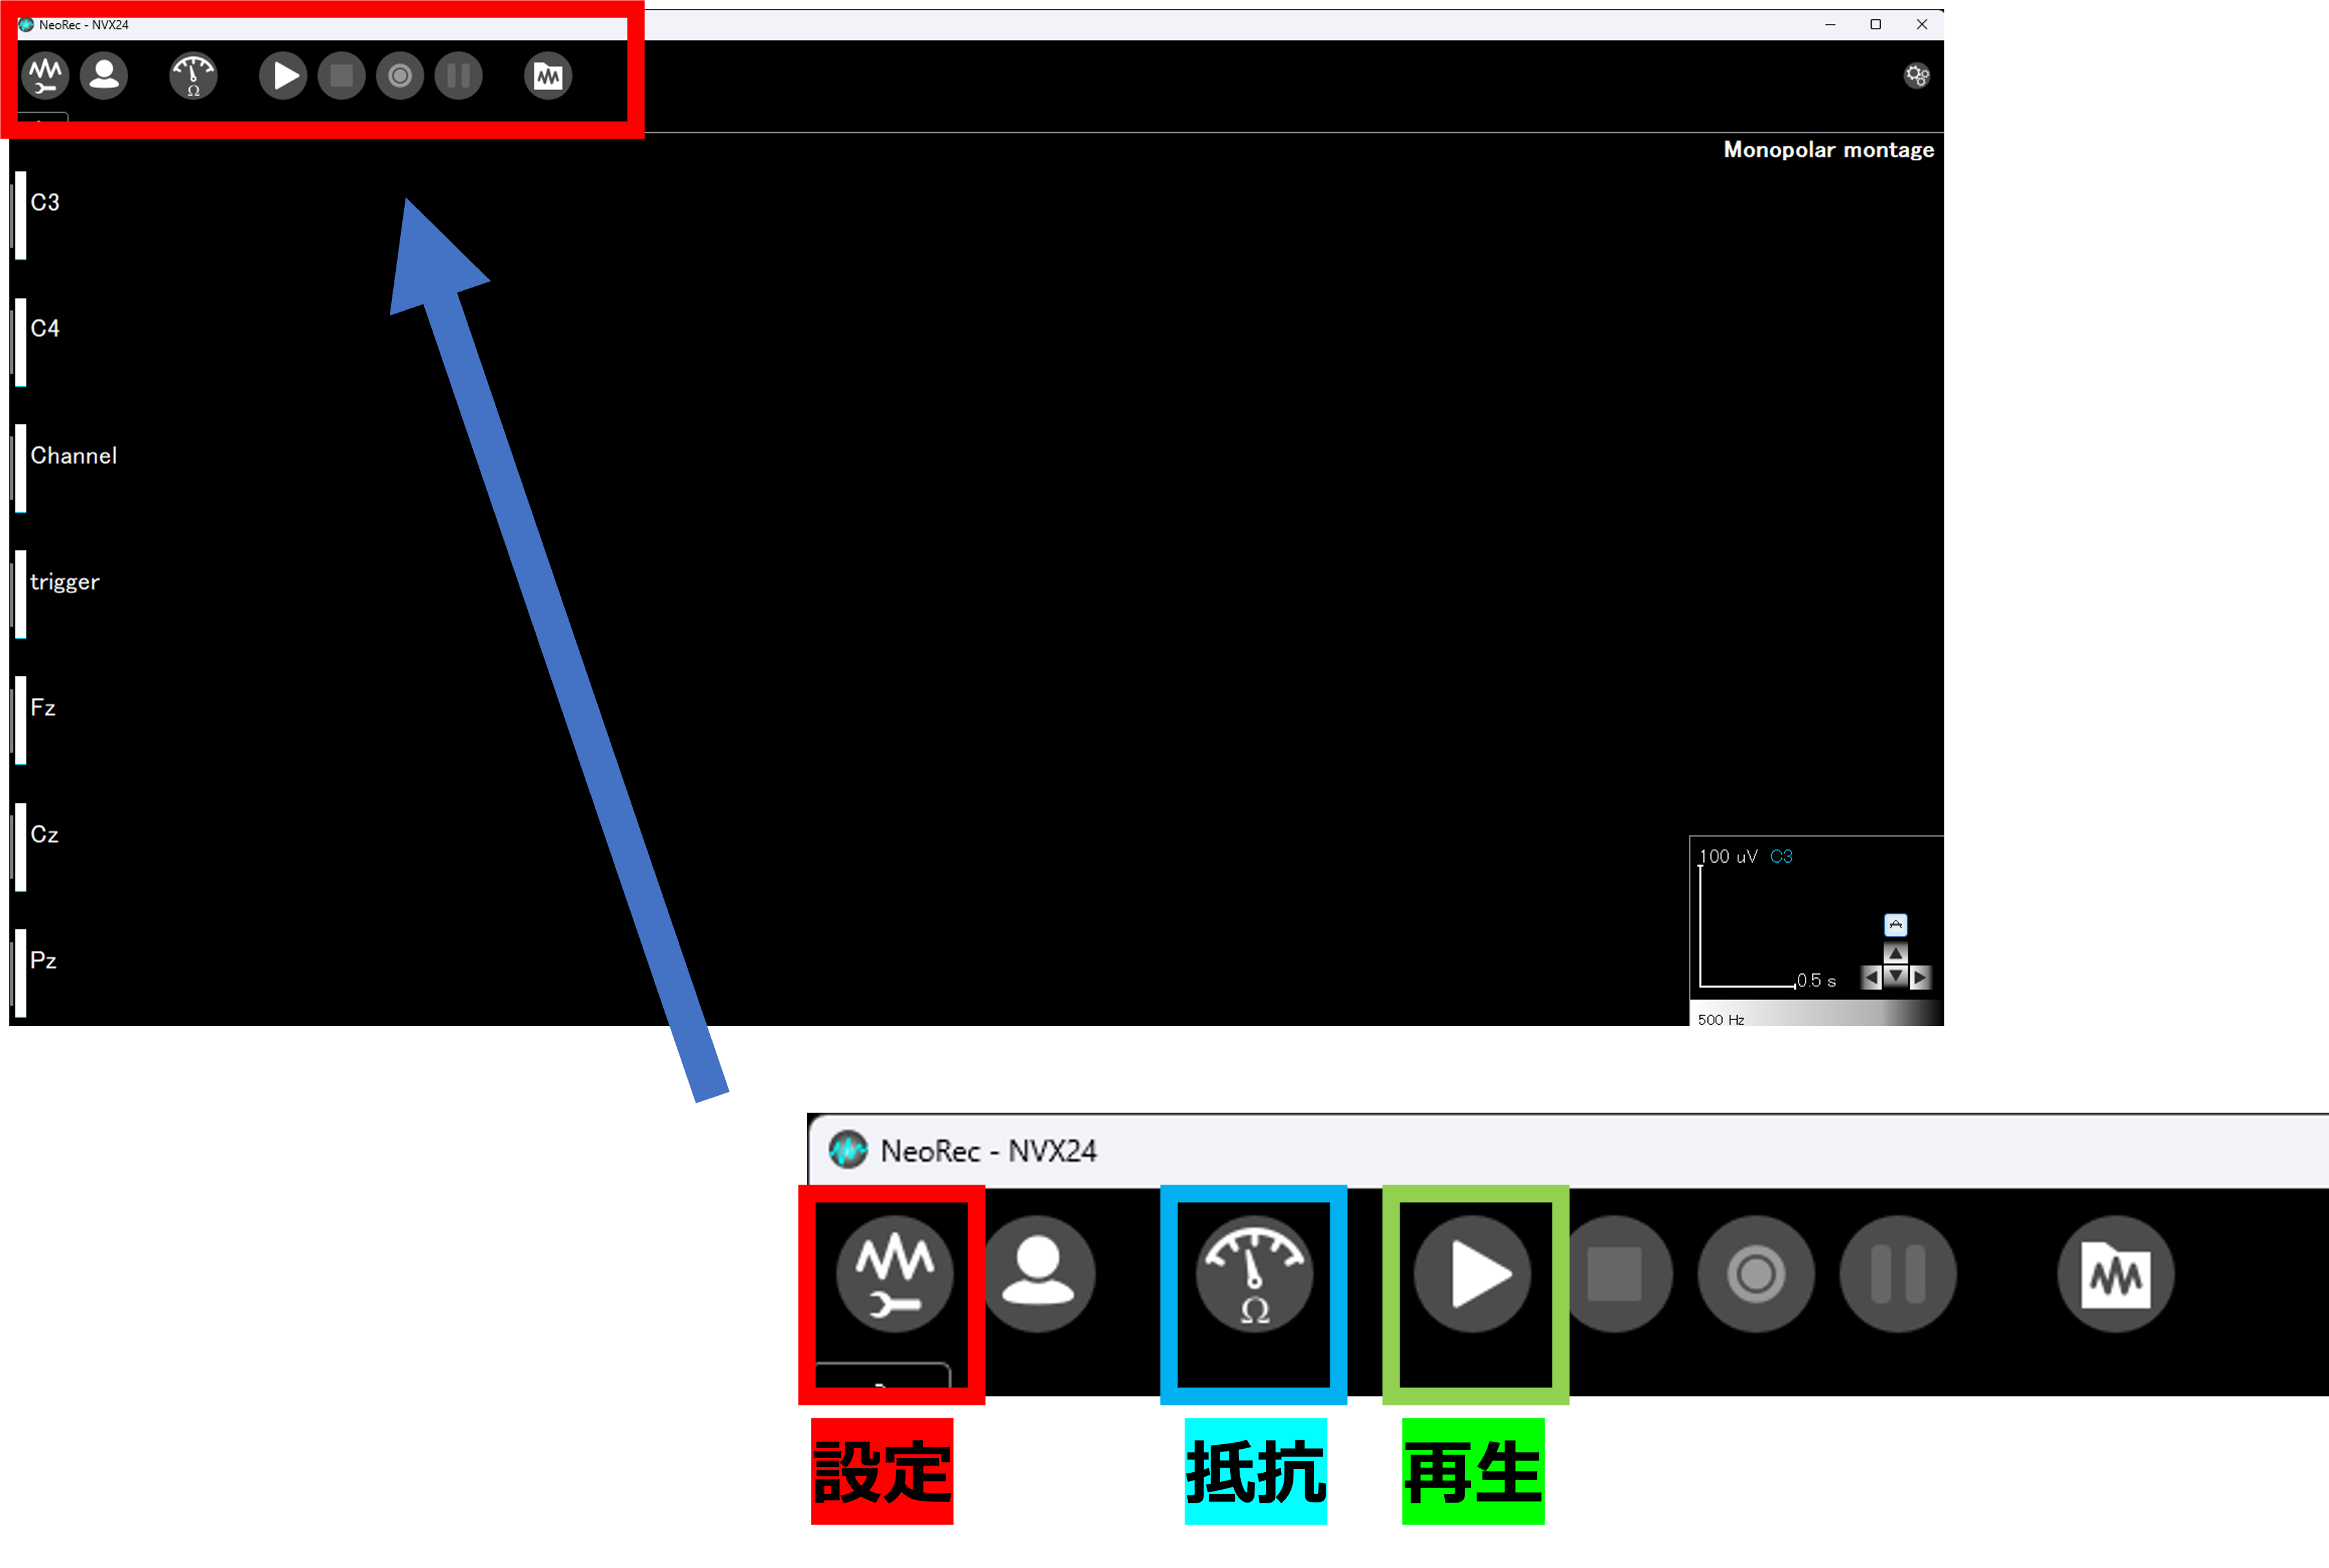 NeoRec - NVX24
Ω
Monopolar montage
C3
C4
Channel
trigger
Fz
Cz
Pz
100 uV C3
0.5 s
500 Hz
NeoRec - NVX24
Ω
設定
抵抗
再生